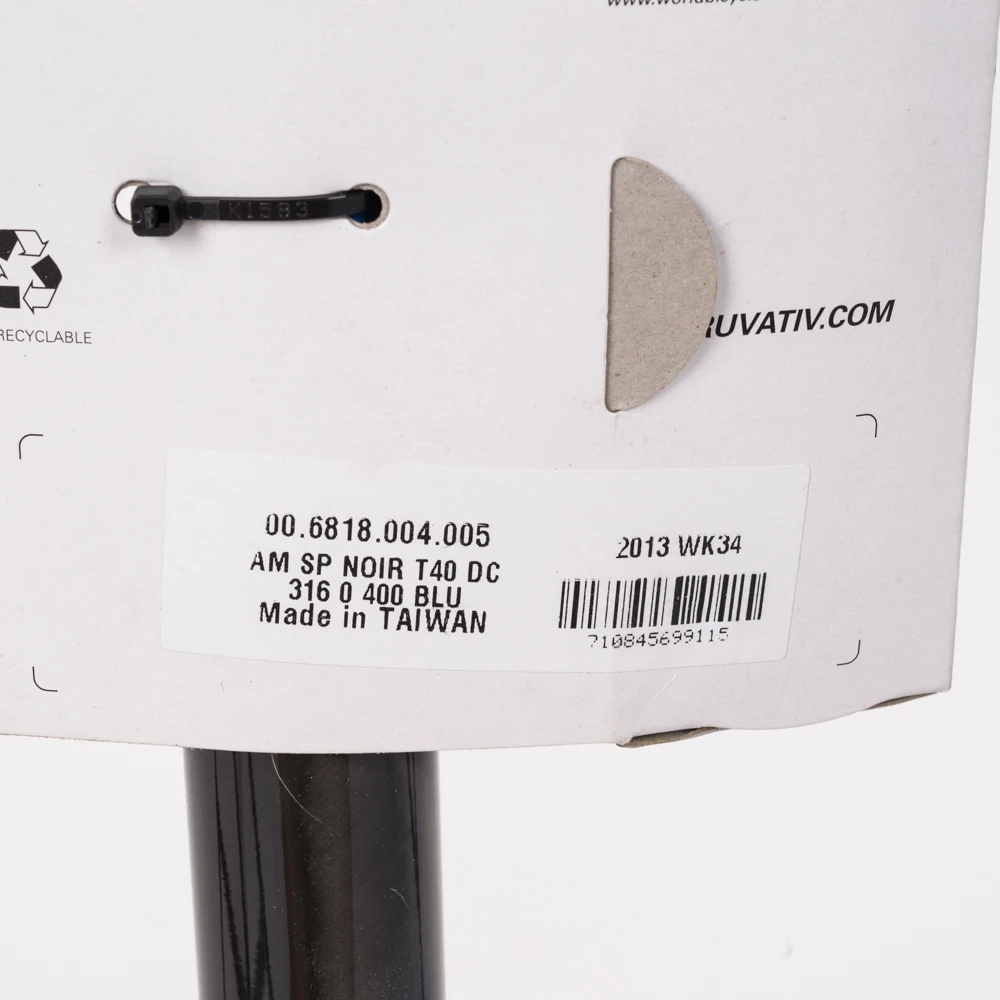 K1583
RECYCLABLE
RUVATIV.COM
00.6818.004.005
AM SP NOIR T40 DC
316 0 400 BLU
Made in TAIWAN
2013 WK34
710845699115